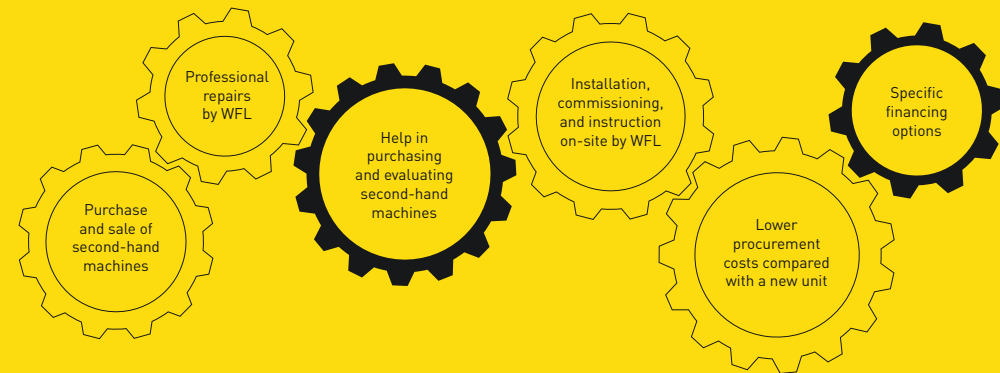 Purchase
and sale of
second-hand
machines
Professional
repairs
by WFL
Help in
purchasing
and evaluating
second-hand
machines
Installation,
commissioning,
and instruction
on-site by WFL
Lower
procurement
costs compared
with a new unit
Specific
financing
options